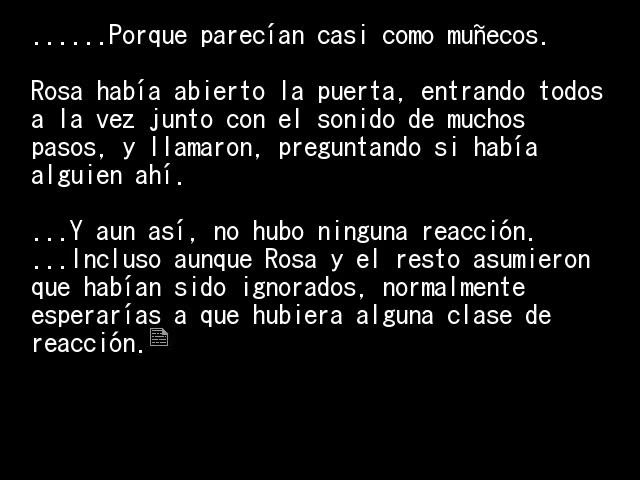 ......Porque parecían casi como muñecos.
Rosa había abierto la puerta, entrando todos
a la vez junto con el sonido de muchos
pasos, y llamaron, preguntando si había
alguien ahí.
...Y aun así, no hubo ninguna reacción.
...Incluso aunque Rosa y el resto asumieron
que habían sido ignorados, normalmente
esperarías a que hubiera alguna clase de
reacción.